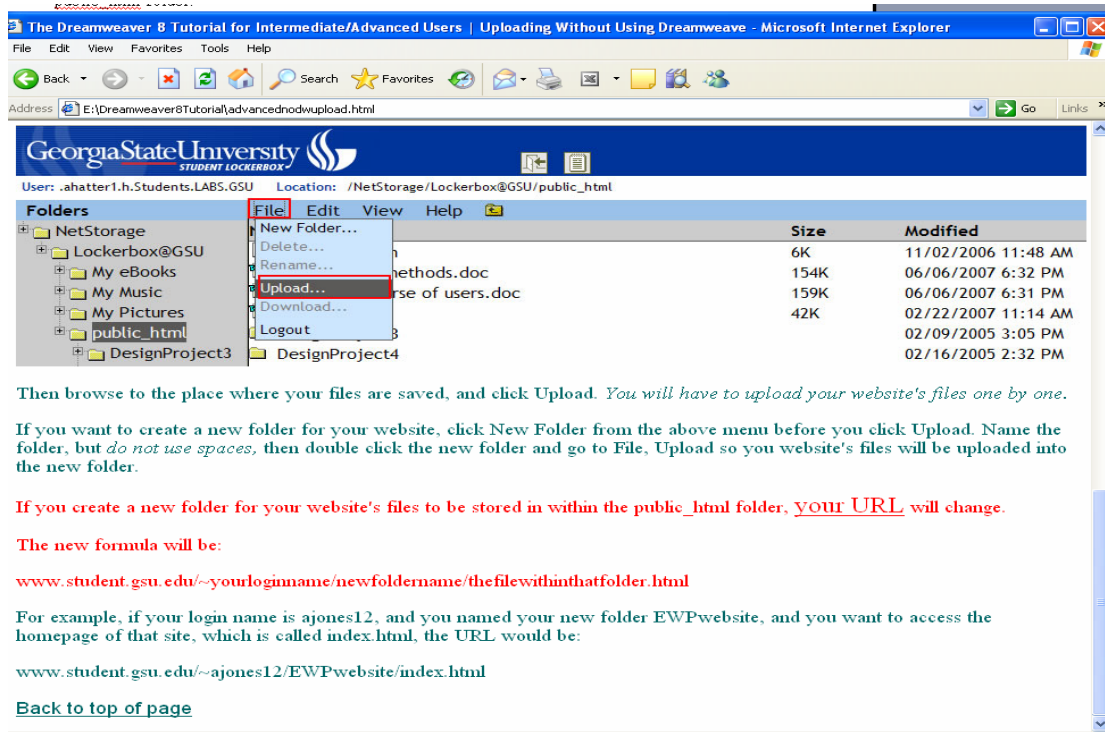 public_html folder.
The Dreamweaver 8 Tutorial for Intermediate/Advanced Users | Uploading Without Using Dreamweave - Microsoft Internet Explorer
File Edit View Favorites Tools Help
Back Search Favorites
Address E:\Dreamweaver8Tutorial\advancednodwupload.html Go Links »
GeorgiaStateUniversity
STUDENT LOCKERBOX
User: .ahatter1.h.Students.LABS.GSU Location: /NetStorage/Lockerbox@GSU/public_html
Folders File Edit View Help
NetStorage New Folder... Size Modified
Lockerbox@GSU Delete... 6K 11/02/2006 11:48 AM
My eBooks Rename... ethods.doc 154K 06/06/2007 6:32 PM
My Music Upload... rse of users.doc 159K 06/06/2007 6:31 PM
My Pictures Download... 42K 02/22/2007 11:14 AM
public_html Logout 3 02/09/2005 3:05 PM
DesignProject3 DesignProject4 02/16/2005 2:32 PM
Then browse to the place where your files are saved, and click Upload. You will have to upload your website's files one by one.
If you want to create a new folder for your website, click New Folder from the above menu before you click Upload. Name the
folder, but do not use spaces, then double click the new folder and go to File, Upload so you website's files will be uploaded into
the new folder.
If you create a new folder for your website's files to be stored in within the public_html folder, your URL will change.
The new formula will be:
www.student.gsu.edu/~yourloginname/newfoldername/thefilewithinthatfolder.html
For example, if your login name is ajones12, and you named your new folder EWPwebsite, and you want to access the
homepage of that site, which is called index.html, the URL would be:
www.student.gsu.edu/~ajones12/EWPwebsite/index.html
Back to top of page